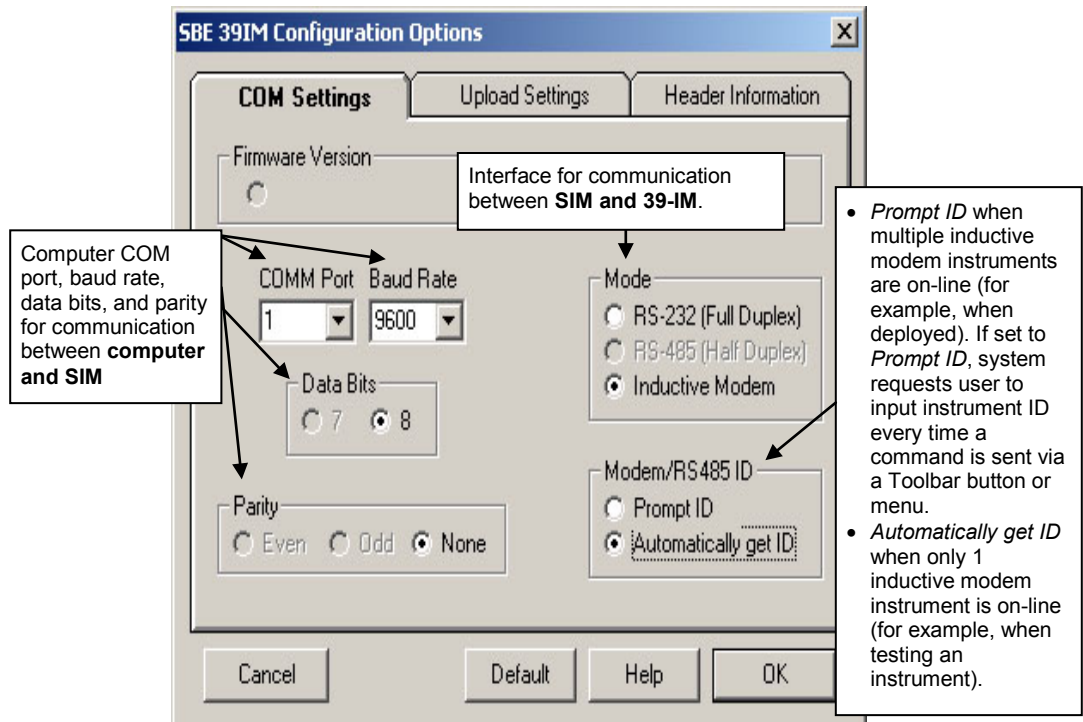 SBE 39IM Configuration Options
COM Settings
Upload Settings
Header Information
Firmware Version
Interface for communication
between SIM and 39-IM.
Computer COM
port, baud rate,
data bits, and parity
for communication
between computer
and SIM
COMM Port
Baud Rate
1
9600
Data Bits
7
8
Parity
Even
Odd
None
Mode
RS-232 (Full Duplex)
RS-485 (Half Duplex)
Inductive Modem
Modem/RS485 ID
Prompt ID
Automatically get ID
• Prompt ID when
multiple inductive
modem instruments
are on-line (for
example, when
deployed). If set to
Prompt ID, system
requests user to
input instrument ID
every time a
command is sent via
a Toolbar button or
menu.
• Automatically get ID
when only 1
inductive modem
instrument is on-line
(for example, when
testing an
instrument).
Cancel
Default
Help
OK